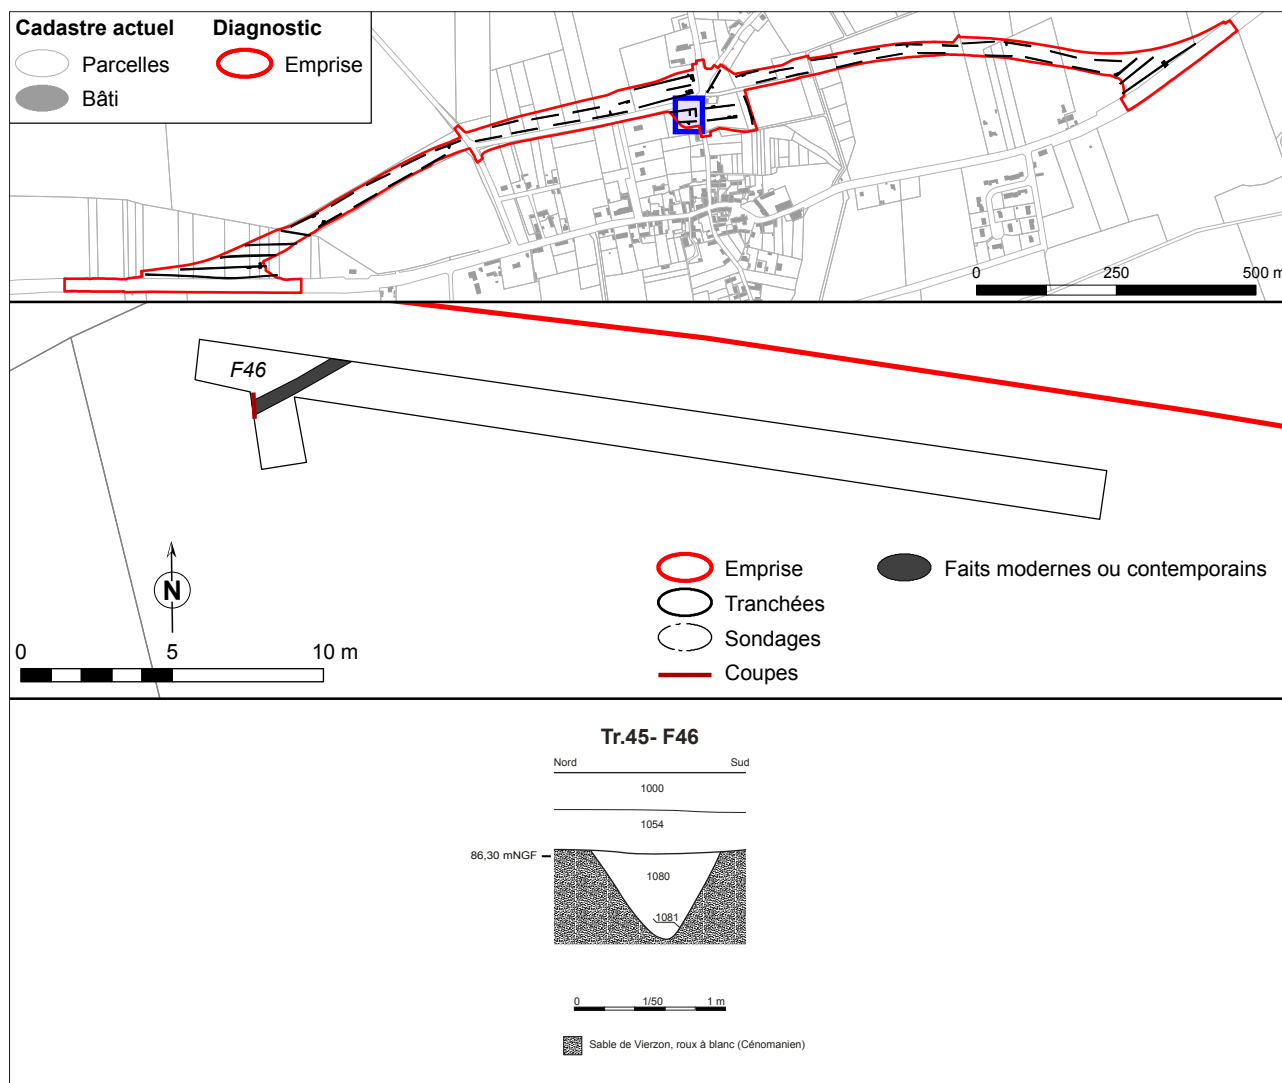 Cadastre actuel
Diagnostic
Parcelles
Emprise
Bâti
0 250 500 m
F46
N
0 5 10 m
Emprise
Faits modernes ou contemporains
Tranchées
Sondages
Coupes
Tr.45- F46
Nord Sud
1000
1054
86,30 mNGF
1080
1081
0 1/50 1 m
Sable de Vierzon, roux à blanc (Cénomanien)